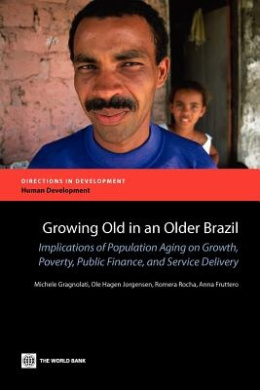 DIRECTIONS IN DEVELOPMENT
Human Development
Growing Old in an Older Brazil
Implications of Population Aging on Growth,
Poverty, Public Finance, and Service Delivery
Michele Gragnolati, Ole Hagen Jorgensen, Romero Rocha, Anna Fruttero
THE WORLD BANK